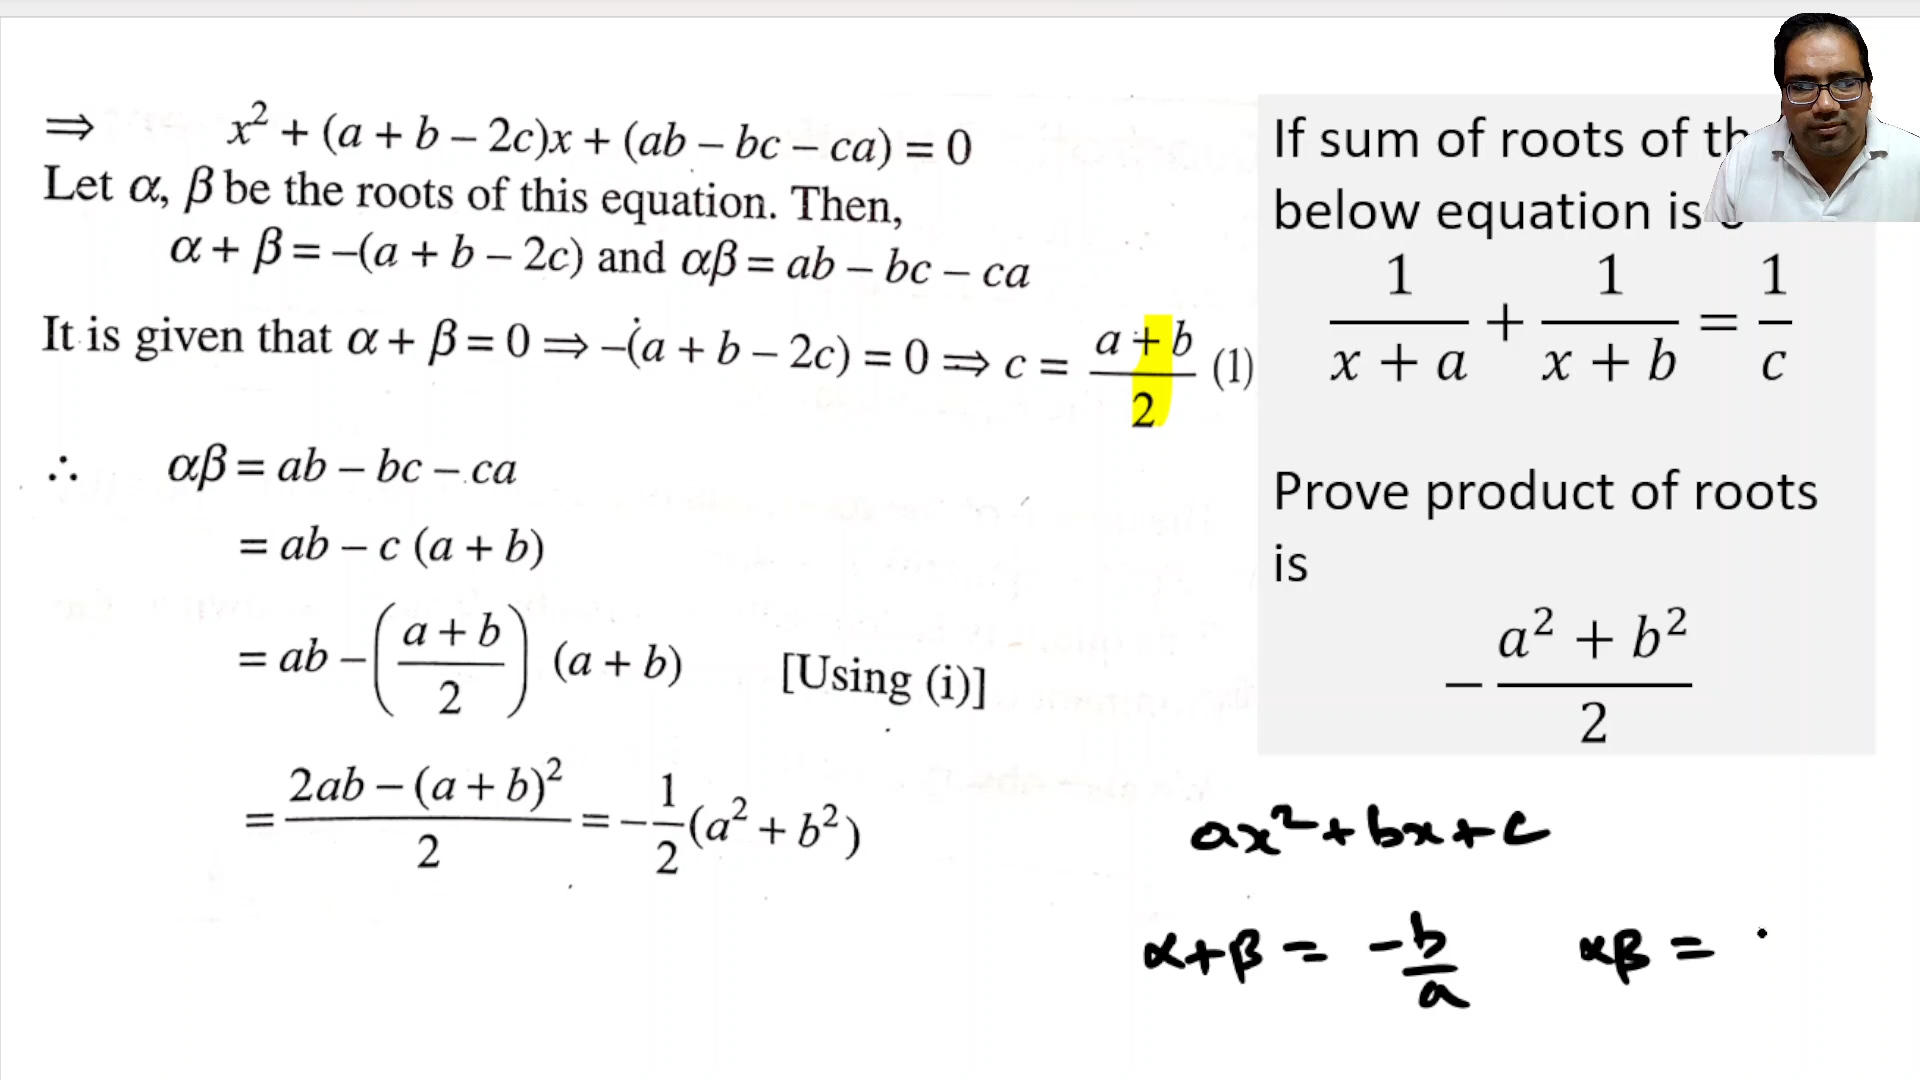 ⇒ x² + (a + b – 2c)x + (ab – bc – ca) = 0
Let α, β be the roots of this equation. Then,
α + β = –(a + b – 2c) and αβ = ab – bc – ca
It is given that α + β = 0 ⇒ –(a + b – 2c) = 0 ⇒ c = (a + b)/2 (1)
∴ αβ = ab – bc – ca
= ab – c (a + b)
= ab – ((a + b)/2) (a + b) [Using (i)]
= (2ab – (a + b)²)/2 = –1/2(a² + b²)
If sum of roots of
below equation is
1/(x + a) + 1/(x + b) = 1/c
Prove product of roots
is
– (a² + b²)/2
ax²+bx+c
α+β = -b/a αβ =